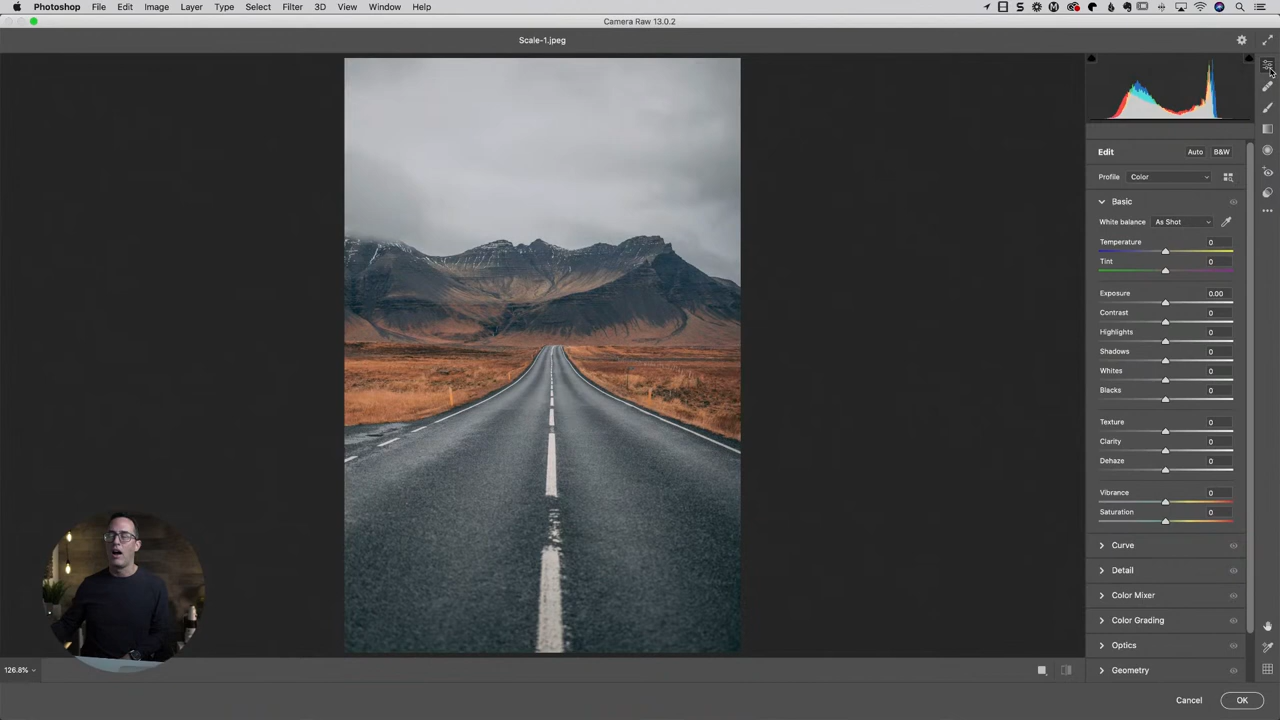 Photoshop File Edit Image Layer Type Select Filter 3D View Window Help
Camera Raw 13.0.2
Scale-1.jpeg
Edit Auto B&W
Profile Color
Basic
White balance As Shot
Temperature 0
Tint 0
Exposure 0.00
Contrast 0
Highlights 0
Shadows 0
Whites 0
Blacks 0
Texture 0
Clarity 0
Dehaze 0
Vibrance 0
Saturation 0
Curve
Detail
Color Mixer
Color Grading
Optics
Geometry
126.8%
Cancel OK